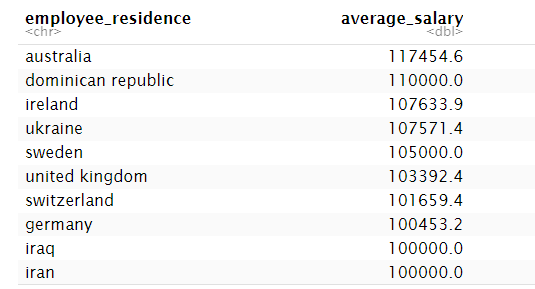 employee_residence average_salary
<chr> <dbl>
australia 117454.6
dominican republic 110000.0
ireland 107633.9
ukraine 107571.4
sweden 105000.0
united kingdom 103392.4
switzerland 101659.4
germany 100453.2
iraq 100000.0
iran 100000.0